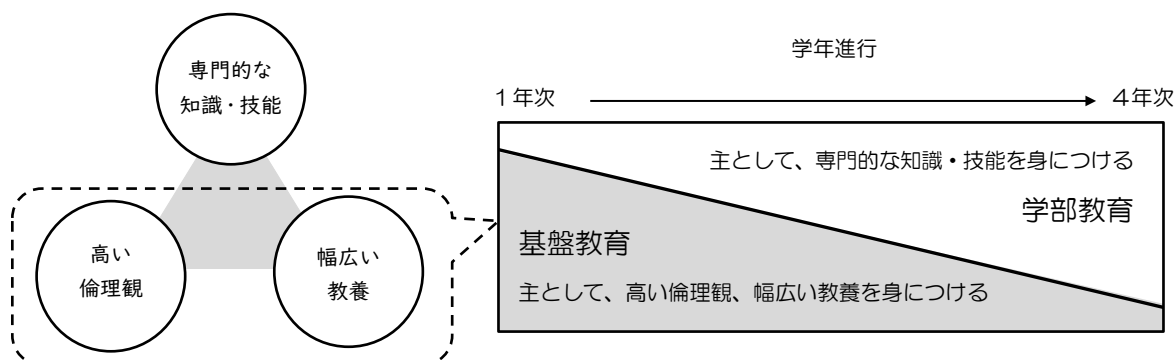 専門的な
知識・技能
高い
倫理観
幅広い
教養
学年進行
1年次
4年次
主として、専門的な知識・技能を身につける
学部教育
基盤教育
主として、高い倫理観、幅広い教養を身につける